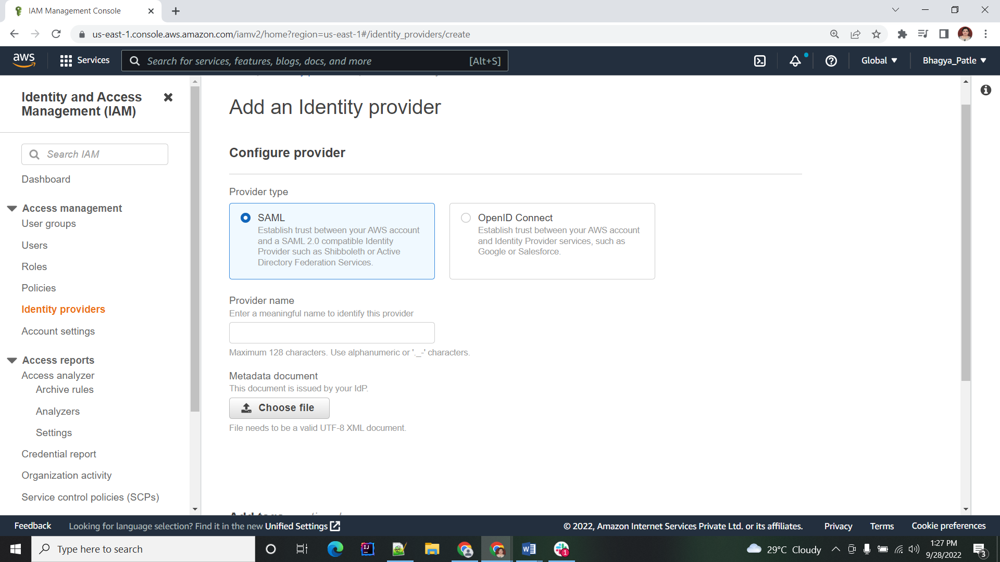 IAM Management Console
us-east-1.console.aws.amazon.com/iamv2/home?region=us-east-1#/identity_providers/create
aws
Services
Search for services, features, blogs, docs, and more
[Alt+S]
Global
Bhagya_Patle
Identity and Access
Management (IAM)
Search IAM
Dashboard
Access management
User groups
Users
Roles
Policies
Identity providers
Account settings
Access reports
Access analyzer
Archive rules
Analyzers
Settings
Credential report
Organization activity
Service control policies (SCPs)
Add an Identity provider
Configure provider
Provider type
SAML
Establish trust between your AWS account
and a SAML 2.0 compatible Identity
Provider such as Shibboleth or Active
Directory Federation Services.
OpenID Connect
Establish trust between your AWS account
and Identity Provider services, such as
Google or Salesforce.
Provider name
Enter a meaningful name to identify this provider
Maximum 128 characters. Use alphanumeric or '._-' characters.
Metadata document
This document is issued by your IdP.
Choose file
File needs to be a valid UTF-8 XML document.
Add tags
Feedback
Looking for language selection? Find it in the new Unified Settings
© 2022, Amazon Internet Services Private Ltd. or its affiliates.
Privacy
Terms
Cookie preferences
Type here to search
IJ
1
29°C Cloudy
1:27 PM
9/28/2022
3